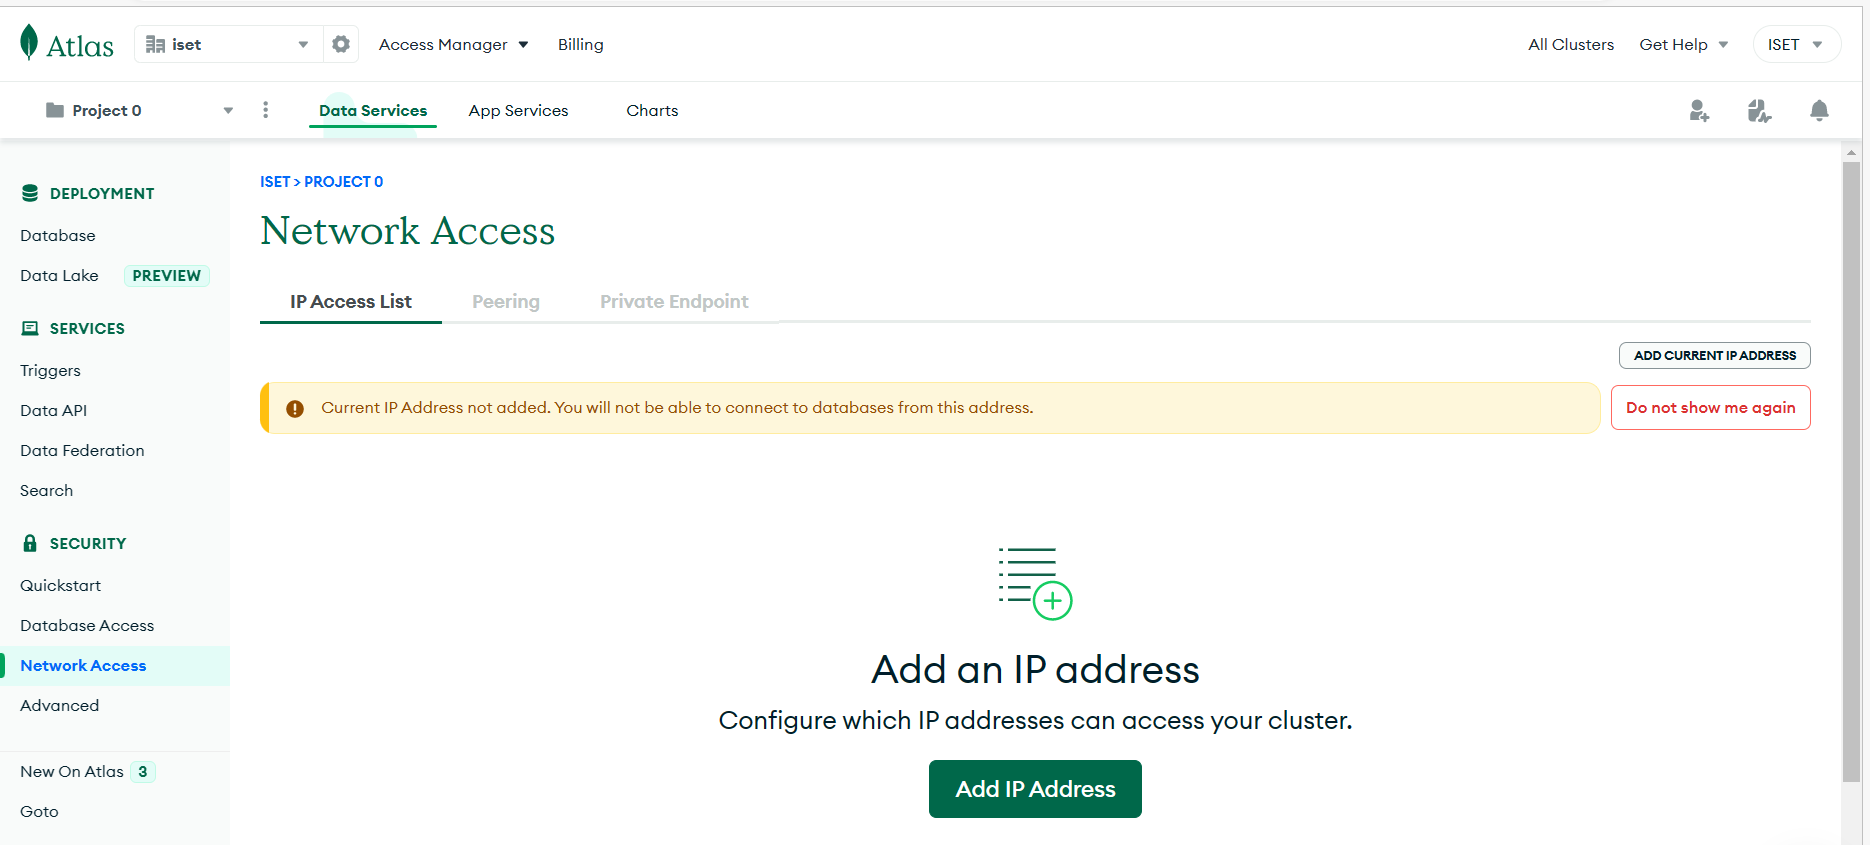 Atlas
iset
Access Manager
Billing
All Clusters
Get Help
ISET
Project 0
Data Services
App Services
Charts
DEPLOYMENT
Database
Data Lake PREVIEW
SERVICES
Triggers
Data API
Data Federation
Search
SECURITY
Quickstart
Database Access
Network Access
Advanced
New On Atlas 3
Goto
ISET > PROJECT 0
Network Access
IP Access List
Peering
Private Endpoint
ADD CURRENT IP ADDRESS
Current IP Address not added. You will not be able to connect to databases from this address.
Do not show me again
Add an IP address
Configure which IP addresses can access your cluster.
Add IP Address